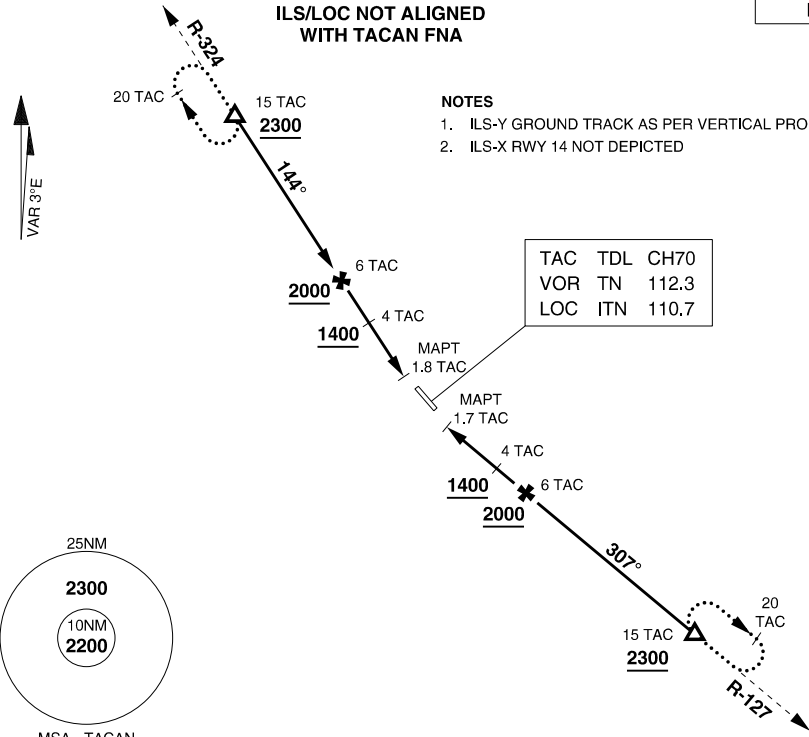 ILS/LOC NOT ALIGNED
WITH TACAN FNA
R-324
20 TAC
15 TAC
2300
NOTES
1. ILS-Y GROUND TRACK AS PER VERTICAL PRO
2. ILS-X RWY 14 NOT DEPICTED
VAR 3°E
144°
6 TAC
2000
4 TAC
1400
TAC TDL CH70
VOR TN 112.3
LOC ITN 110.7
MAPT
1.8 TAC
MAPT
1.7 TAC
4 TAC
1400
6 TAC
2000
307°
25NM
2300
10NM
2200
MSA TACAN
15 TAC
2300
20
TAC
R-127